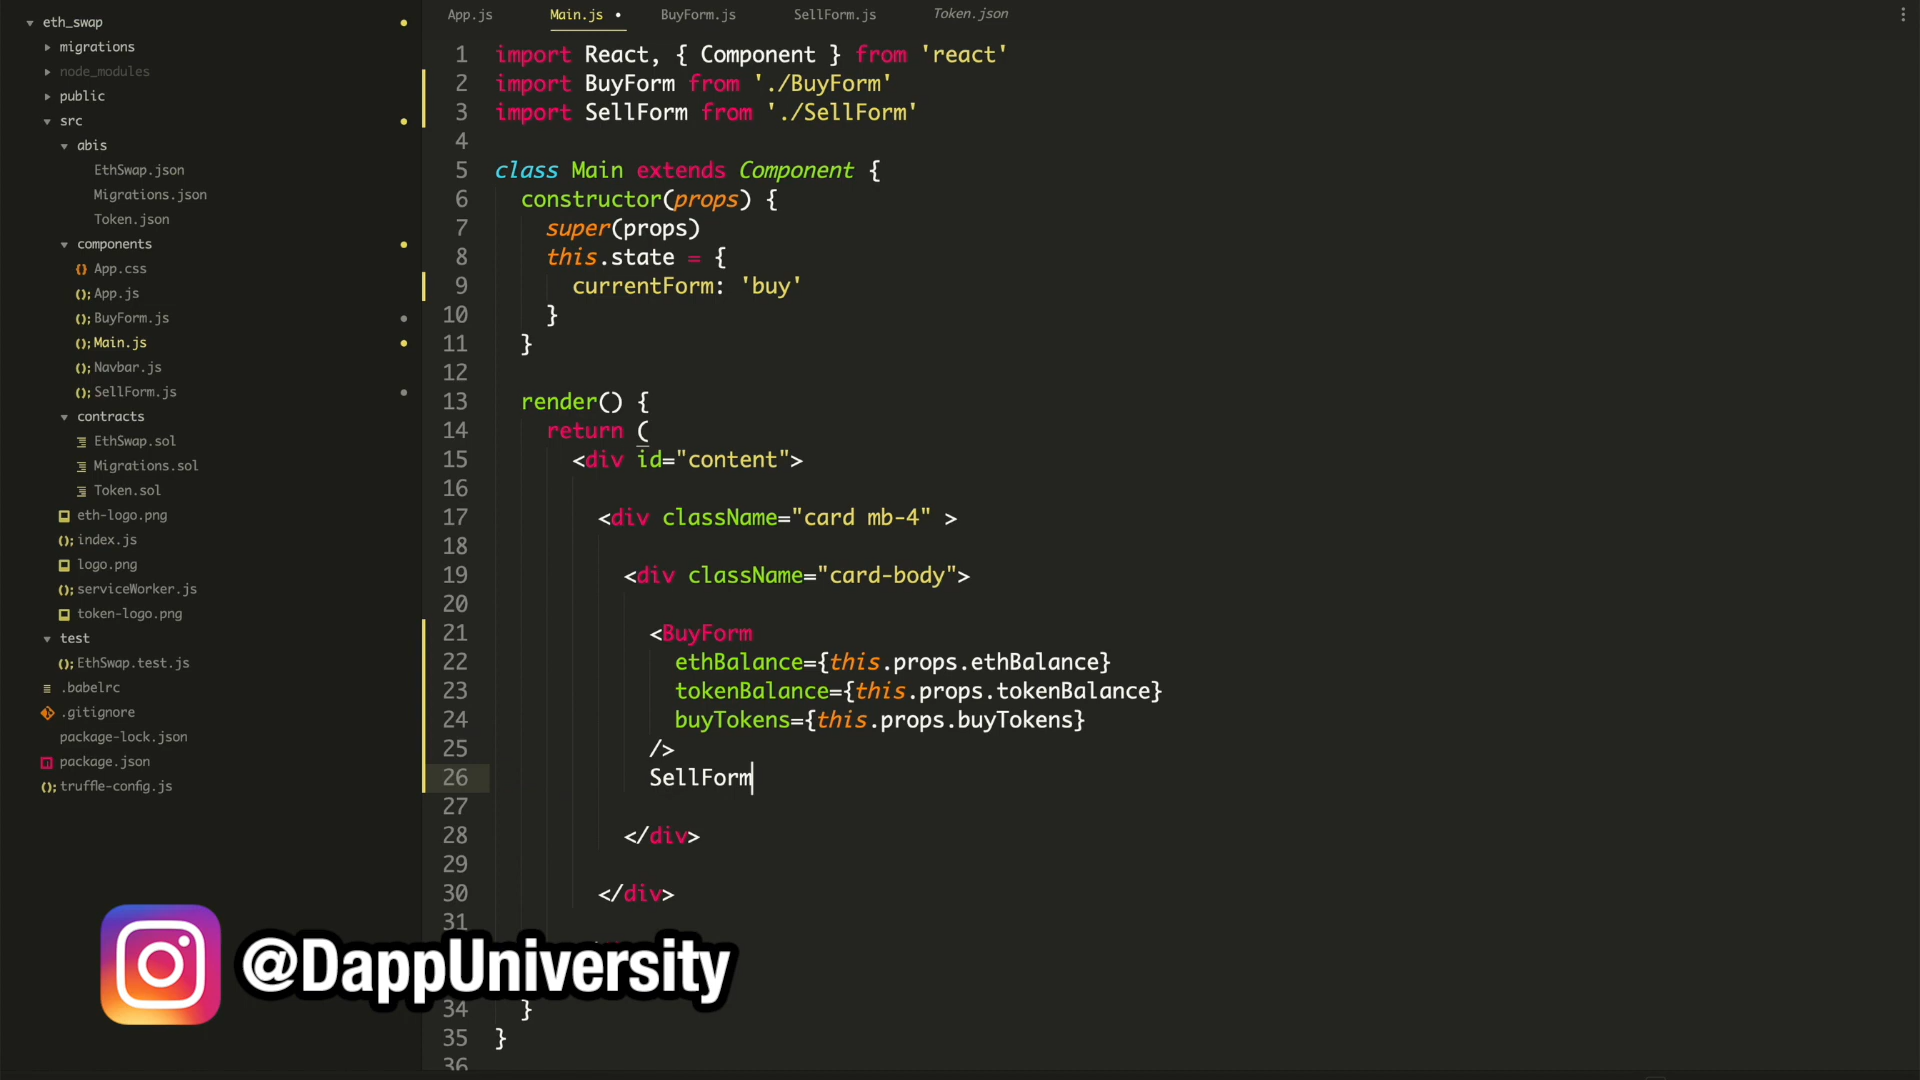 eth_swap
migrations
node_modules
public
src
abis
EthSwap.json
Migrations.json
Token.json
components
App.css
App.js
BuyForm.js
Main.js
Navbar.js
SellForm.js
contracts
EthSwap.sol
Migrations.sol
Token.sol
eth-logo.png
index.js
logo.png
serviceWorker.js
token-logo.png
test
EthSwap.test.js
.babelrc
.gitignore
package-lock.json
package.json
truffle-config.js
App.js Main.js BuyForm.js SellForm.js Token.json
1 import React, { Component } from 'react'
2 import BuyForm from './BuyForm'
3 import SellForm from './SellForm'
4
5 class Main extends Component {
6 constructor(props) {
7 super(props)
8 this.state = {
9 currentForm: 'buy'
10 }
11 }
12
13 render() {
14 return (
15 <div id="content">
16
17 <div className="card mb-4" >
18
19 <div className="card-body">
20
21 <BuyForm
22 ethBalance={this.props.ethBalance}
23 tokenBalance={this.props.tokenBalance}
24 buyTokens={this.props.buyTokens}
25 />
26 SellForm
27
28 </div>
29
30 </div>
31
34 }
35 }
36
@DappUniversity